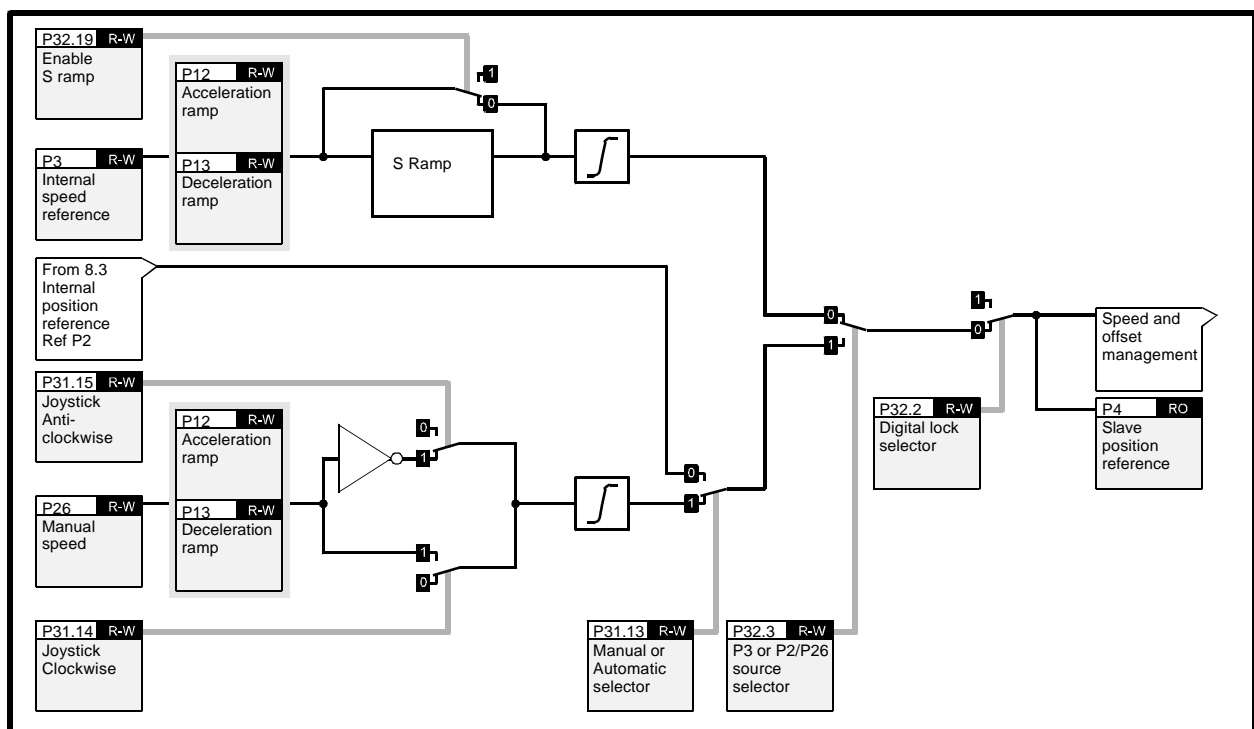 P32.19 R-W
Enable
S ramp
P12 R-W
Acceleration
ramp
P13 R-W
Deceleration
ramp
P3 R-W
Internal
speed
reference
1
0
S Ramp
From 8.3
Internal
position
reference
Ref P2
P31.15 R-W
Joystick
Anti-
clockwise
P12 R-W
Acceleration
ramp
P13 R-W
Deceleration
ramp
P26 R-W
Manual
speed
P31.14 R-W
Joystick
Clockwise
0
1
1
0
0
1
P31.13 R-W
Manual or
Automatic
selector
P32.3 R-W
P3 or P2/P26
source
selector
0
1
1
0
P32.2 R-W
Digital lock
selector
Speed and
offset
management
P4 RO
Slave
position
reference